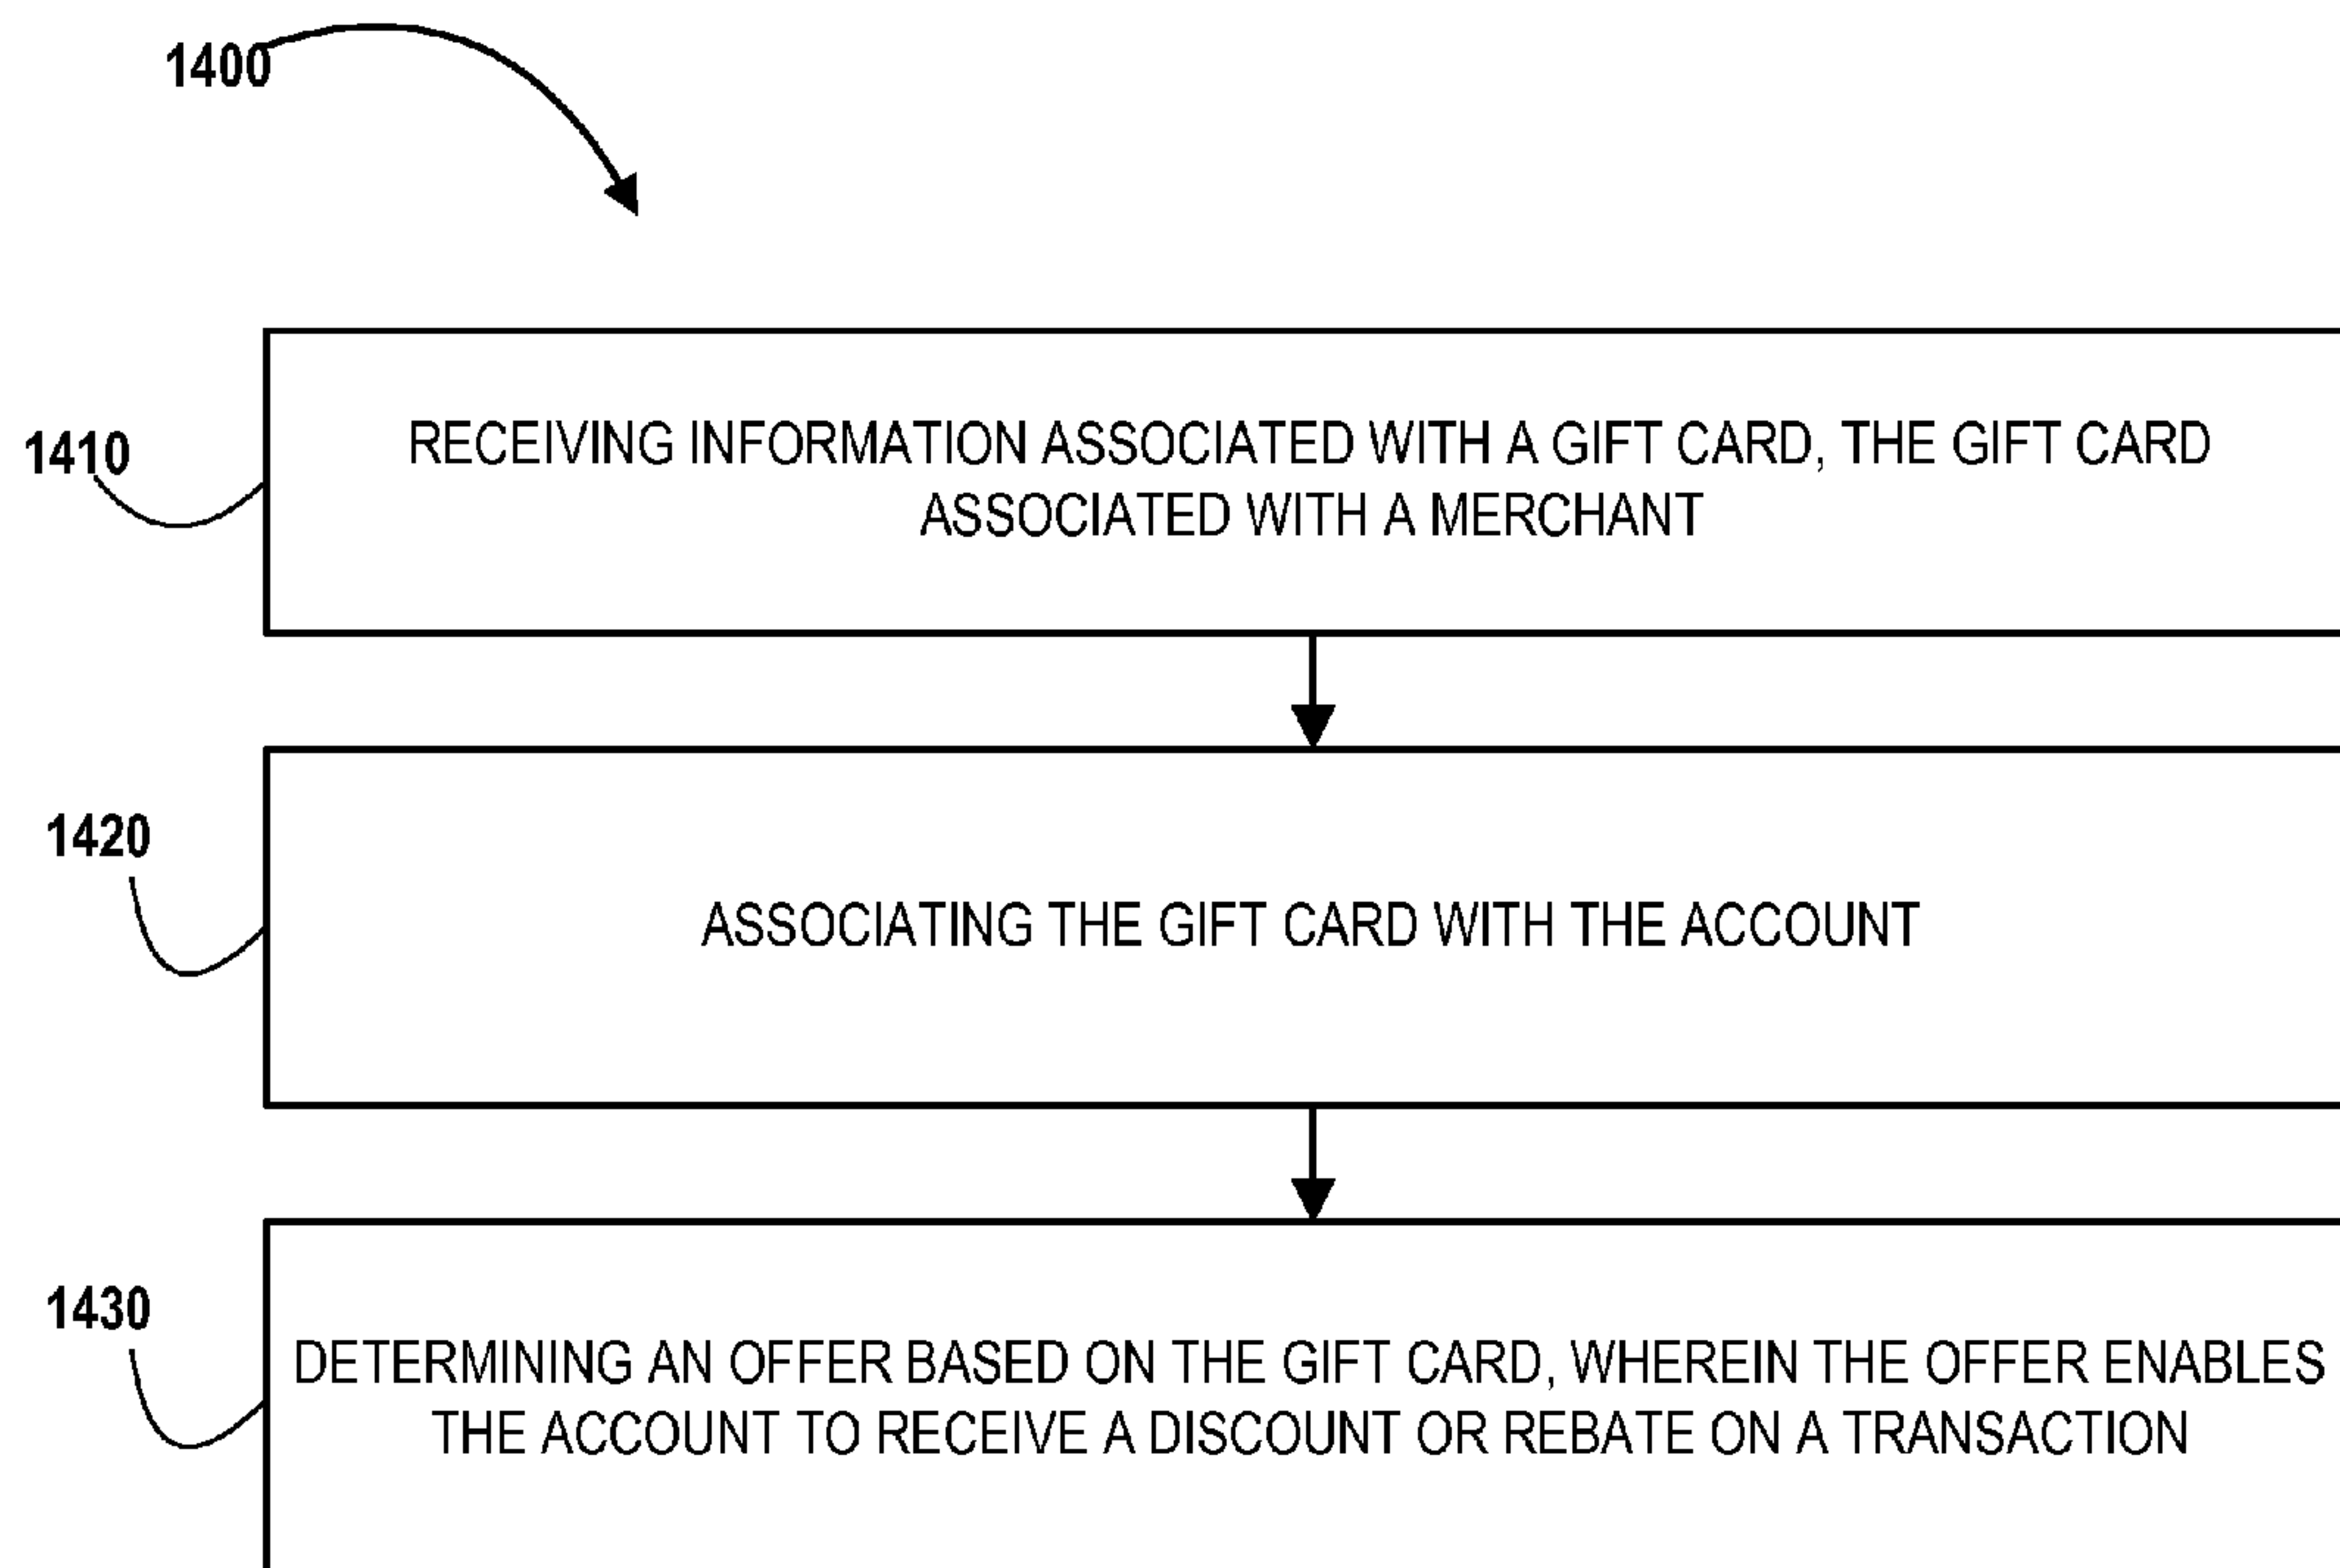 1400
1410
RECEIVING INFORMATION ASSOCIATED WITH A GIFT CARD, THE GIFT CARD
ASSOCIATED WITH A MERCHANT
1420
ASSOCIATING THE GIFT CARD WITH THE ACCOUNT
1430
DETERMINING AN OFFER BASED ON THE GIFT CARD, WHEREIN THE OFFER ENABLES
THE ACCOUNT TO RECEIVE A DISCOUNT OR REBATE ON A TRANSACTION